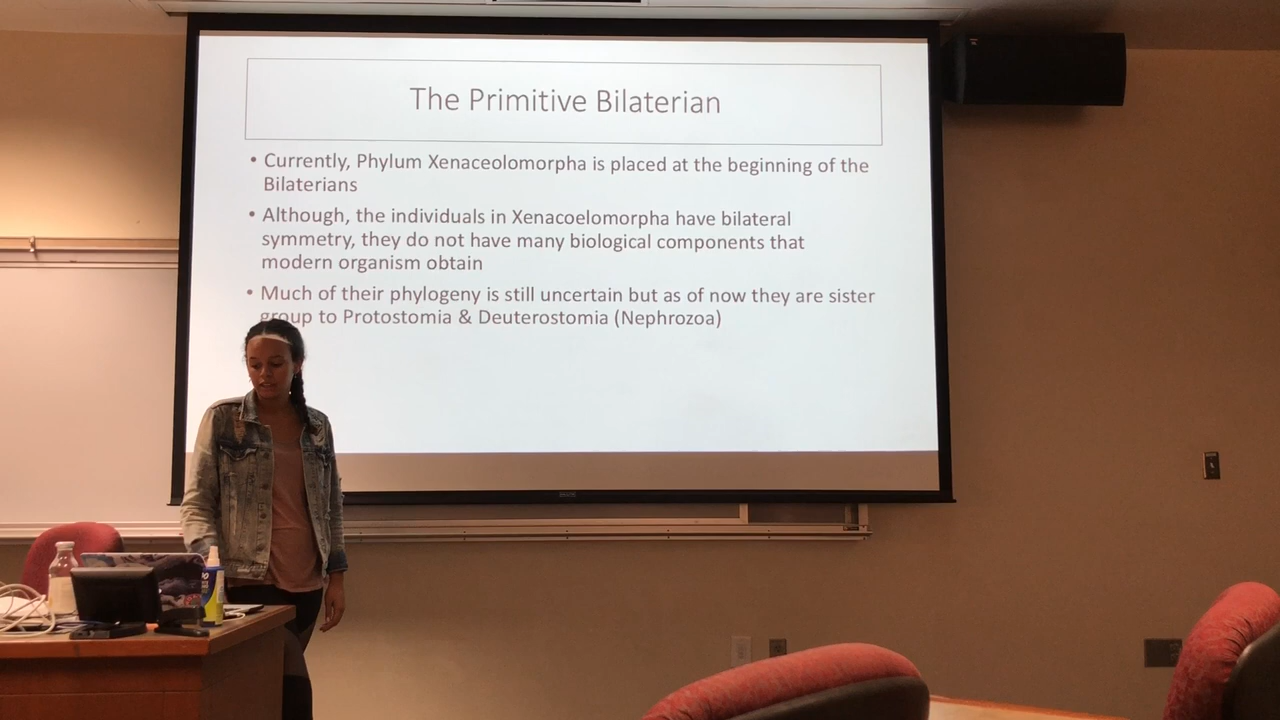 The Primitive Bilaterian
• Currently, Phylum Xenaceolomorpha is placed at the beginning of the
Bilaterians
• Although, the individuals in Xenacoelomorpha have bilateral
symmetry, they do not have many biological components that
modern organism obtain
• Much of their phylogeny is still uncertain but as of now they are sister
group to Protostomia & Deuterostomia (Nephrozoa)